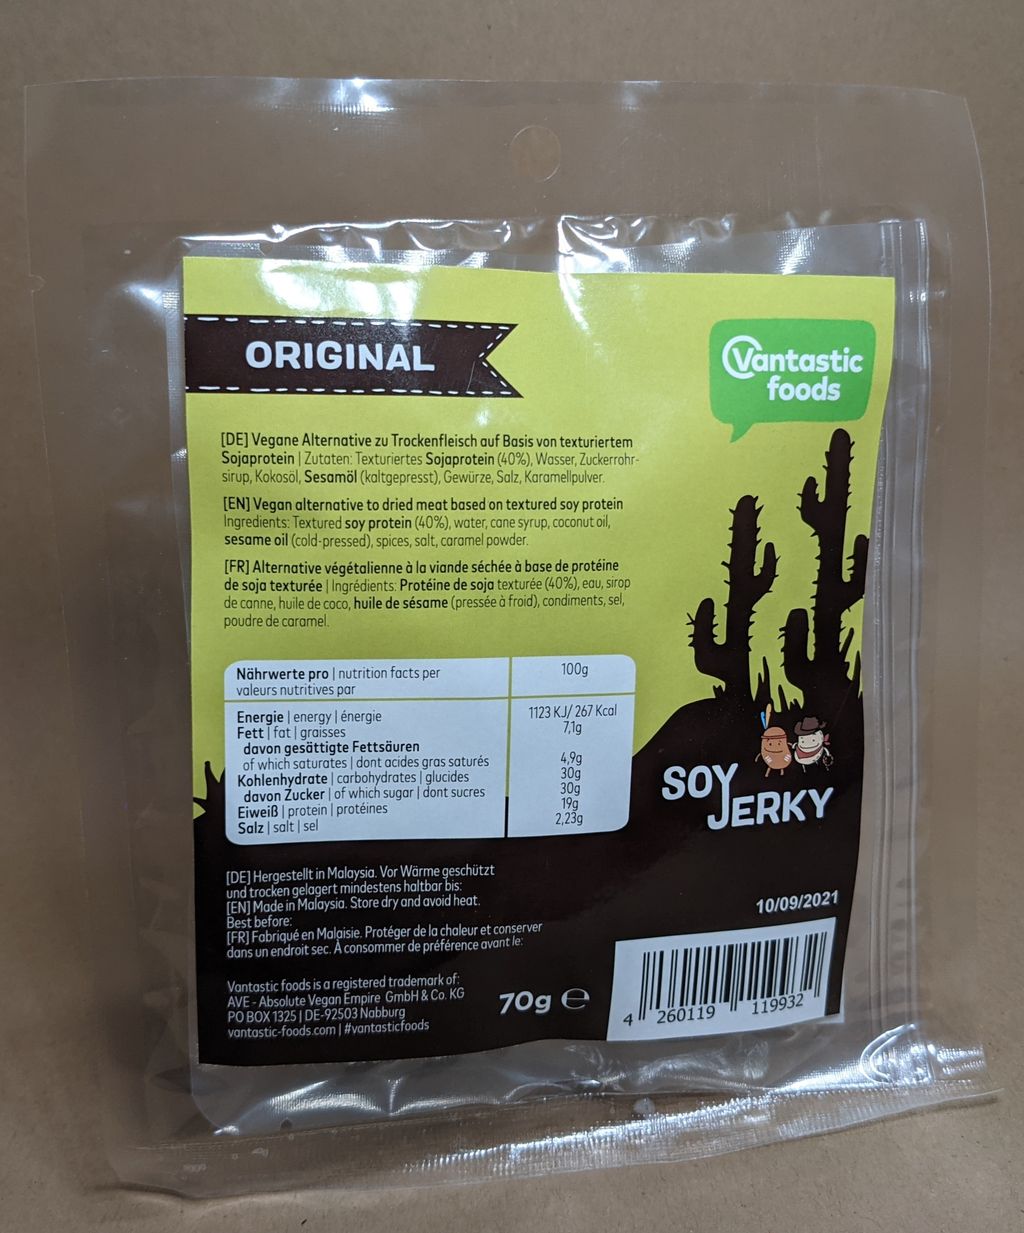 ORIGINAL
Vantastic
foods
[DE] Vegane Alternative zu Trockenfleisch auf Basis von texturiertem
Sojaprotein | Zutaten: Texturiertes Sojaprotein (40%), Wasser, Zuckerrohr-
sirup, Kokosöl, Sesamöl (kaltgepresst), Gewürze, Salz, Karamellpulver.
[EN] Vegan alternative to dried meat based on textured soy protein
Ingredients: Textured soy protein (40%), water, cane syrup, coconut oil,
sesame oil (cold-pressed), spices, salt, caramel powder.
[FR] Alternative végétalienne à la viande séchée à base de protéine
de soja texturée | Ingrédients: Protéine de soja texturée (40%), eau, sirop
de canne, huile de coco, huile de sésame (pressée à froid), condiments, sel,
poudre de caramel.
Nährwerte pro | nutrition facts per 100g
valeurs nutritives par
Energie | energy | énergie 1123 KJ/ 267 Kcal
Fett | fat | graisses 7,1g
davon gesättigte Fettsäuren
of which saturates | dont acides gras saturés 4,9g
Kohlenhydrate | carbohydrates | glucides 30g
davon Zucker | of which sugar | dont sucres 30g
Eiweiß | protein | protéines 19g
Salz | salt | sel 2,23g
SOY
JERKY
[DE] Hergestellt in Malaysia. Vor Wärme geschützt
und trocken gelagert mindestens haltbar bis:
[EN] Made in Malaysia. Store dry and avoid heat.
Best before:
[FR] Fabriqué en Malaisie. Protéger de la chaleur et conserver
dans un endroit sec. À consommer de préférence avant le:
10/09/2021
Vantastic foods is a registered trademark of:
AVE - Absolute Vegan Empire GmbH & Co. KG
PO BOX 1325 | DE-92503 Nabburg
vantastic-foods.com | #vantasticfoods
70g ℮
4 260119 119932